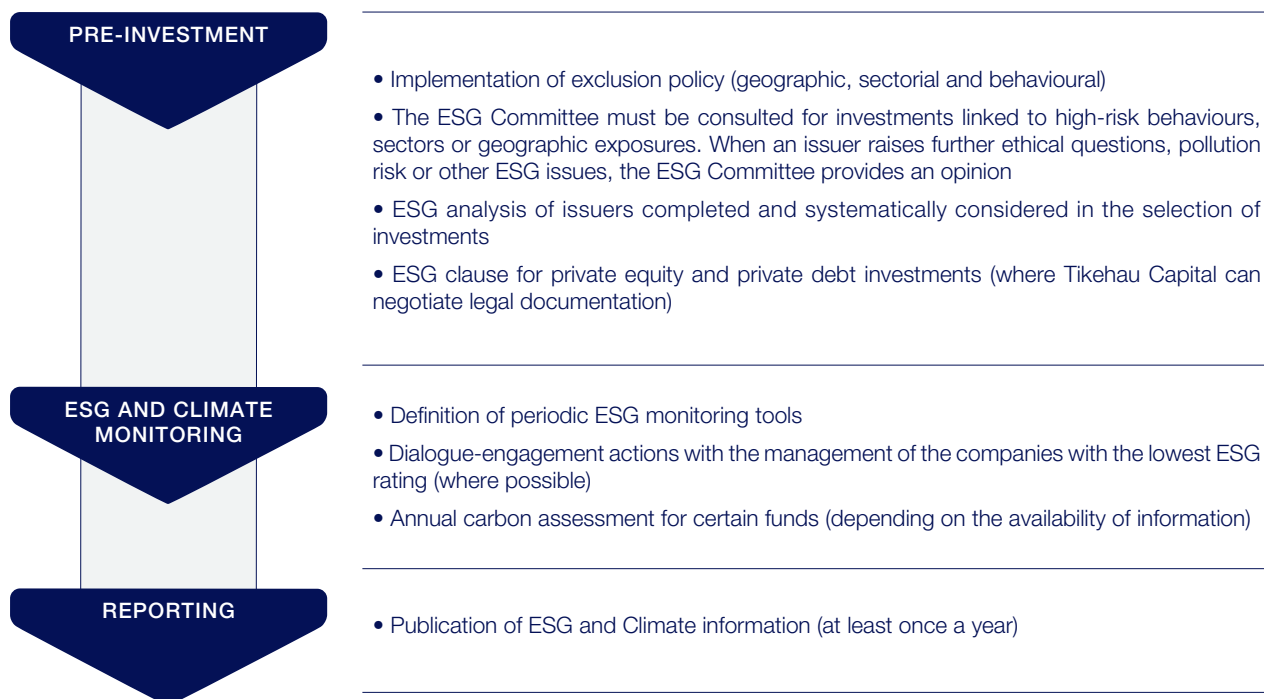 PRE-INVESTMENT
• Implementation of exclusion policy (geographic, sectorial and behavioural)
• The ESG Committee must be consulted for investments linked to high-risk behaviours,
sectors or geographic exposures. When an issuer raises further ethical questions, pollution
risk or other ESG issues, the ESG Committee provides an opinion
• ESG analysis of issuers completed and systematically considered in the selection of
investments
• ESG clause for private equity and private debt investments (where Tikehau Capital can
negotiate legal documentation)
ESG AND CLIMATE
MONITORING
• Definition of periodic ESG monitoring tools
• Dialogue-engagement actions with the management of the companies with the lowest ESG
rating (where possible)
• Annual carbon assessment for certain funds (depending on the availability of information)
REPORTING
• Publication of ESG and Climate information (at least once a year)